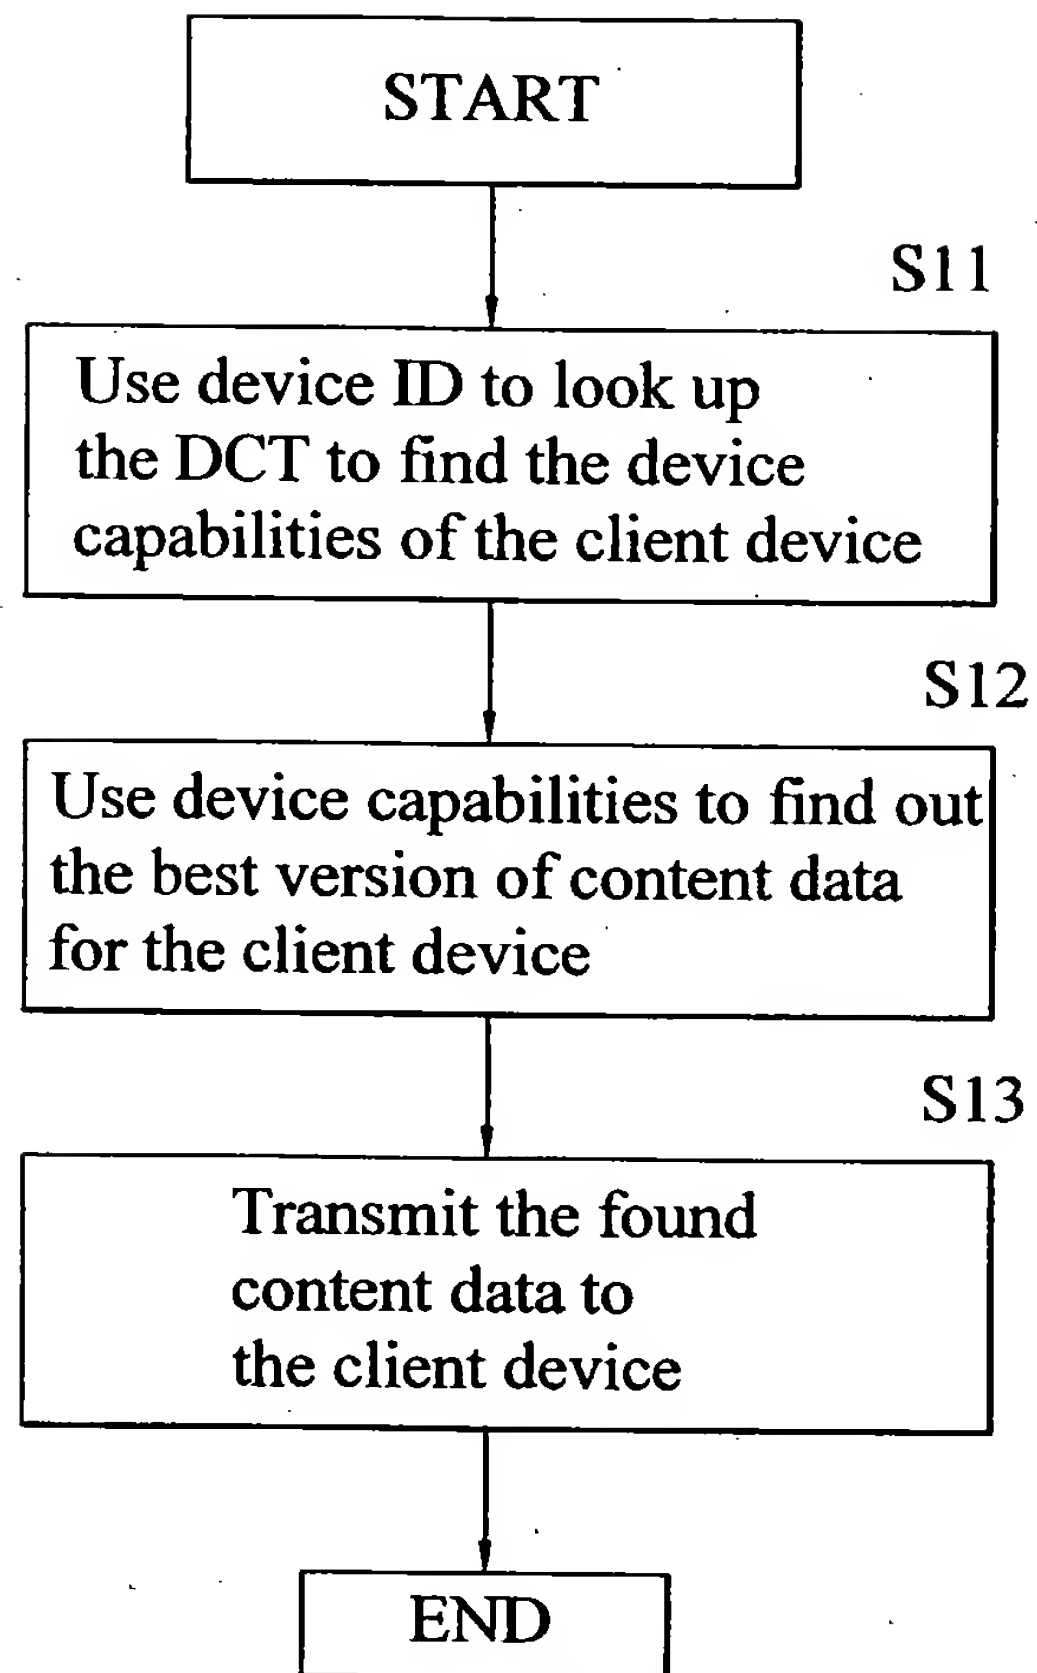 START
S11
Use device ID to look up
the DCT to find the device
capabilities of the client device
S12
Use device capabilities to find out
the best version of content data
for the client device
S13
Transmit the found
content data to
the client device
END